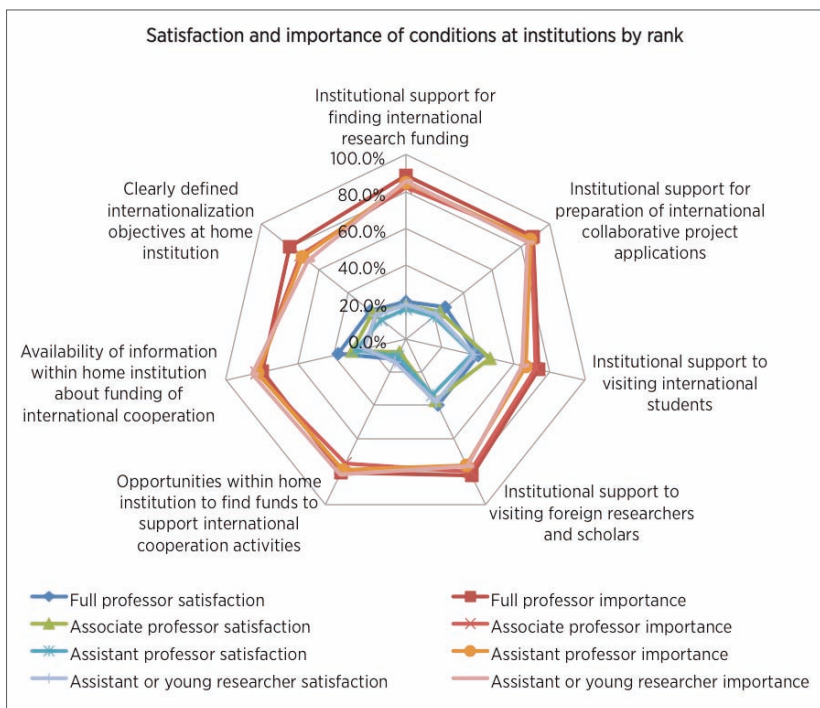 Satisfaction and importance of conditions at institutions by rank
Institutional support for
finding international
research funding
100.0%
80.0%
60.0%
40.0%
20.0%
0.0%
Institutional support for
preparation of international
collaborative project
applications
Institutional support to
visiting international
students
Institutional support to
visiting foreign researchers
and scholars
Opportunities within home
institution to find funds to
support international
cooperation activities
Availability of information
within home institution
about funding of
international cooperation
Clearly defined
internationalization
objectives at home
institution
Full professor satisfaction
Associate professor satisfaction
Assistant professor satisfaction
Assistant or young researcher satisfaction
Full professor importance
Associate professor importance
Assistant professor importance
Assistant or young researcher importance